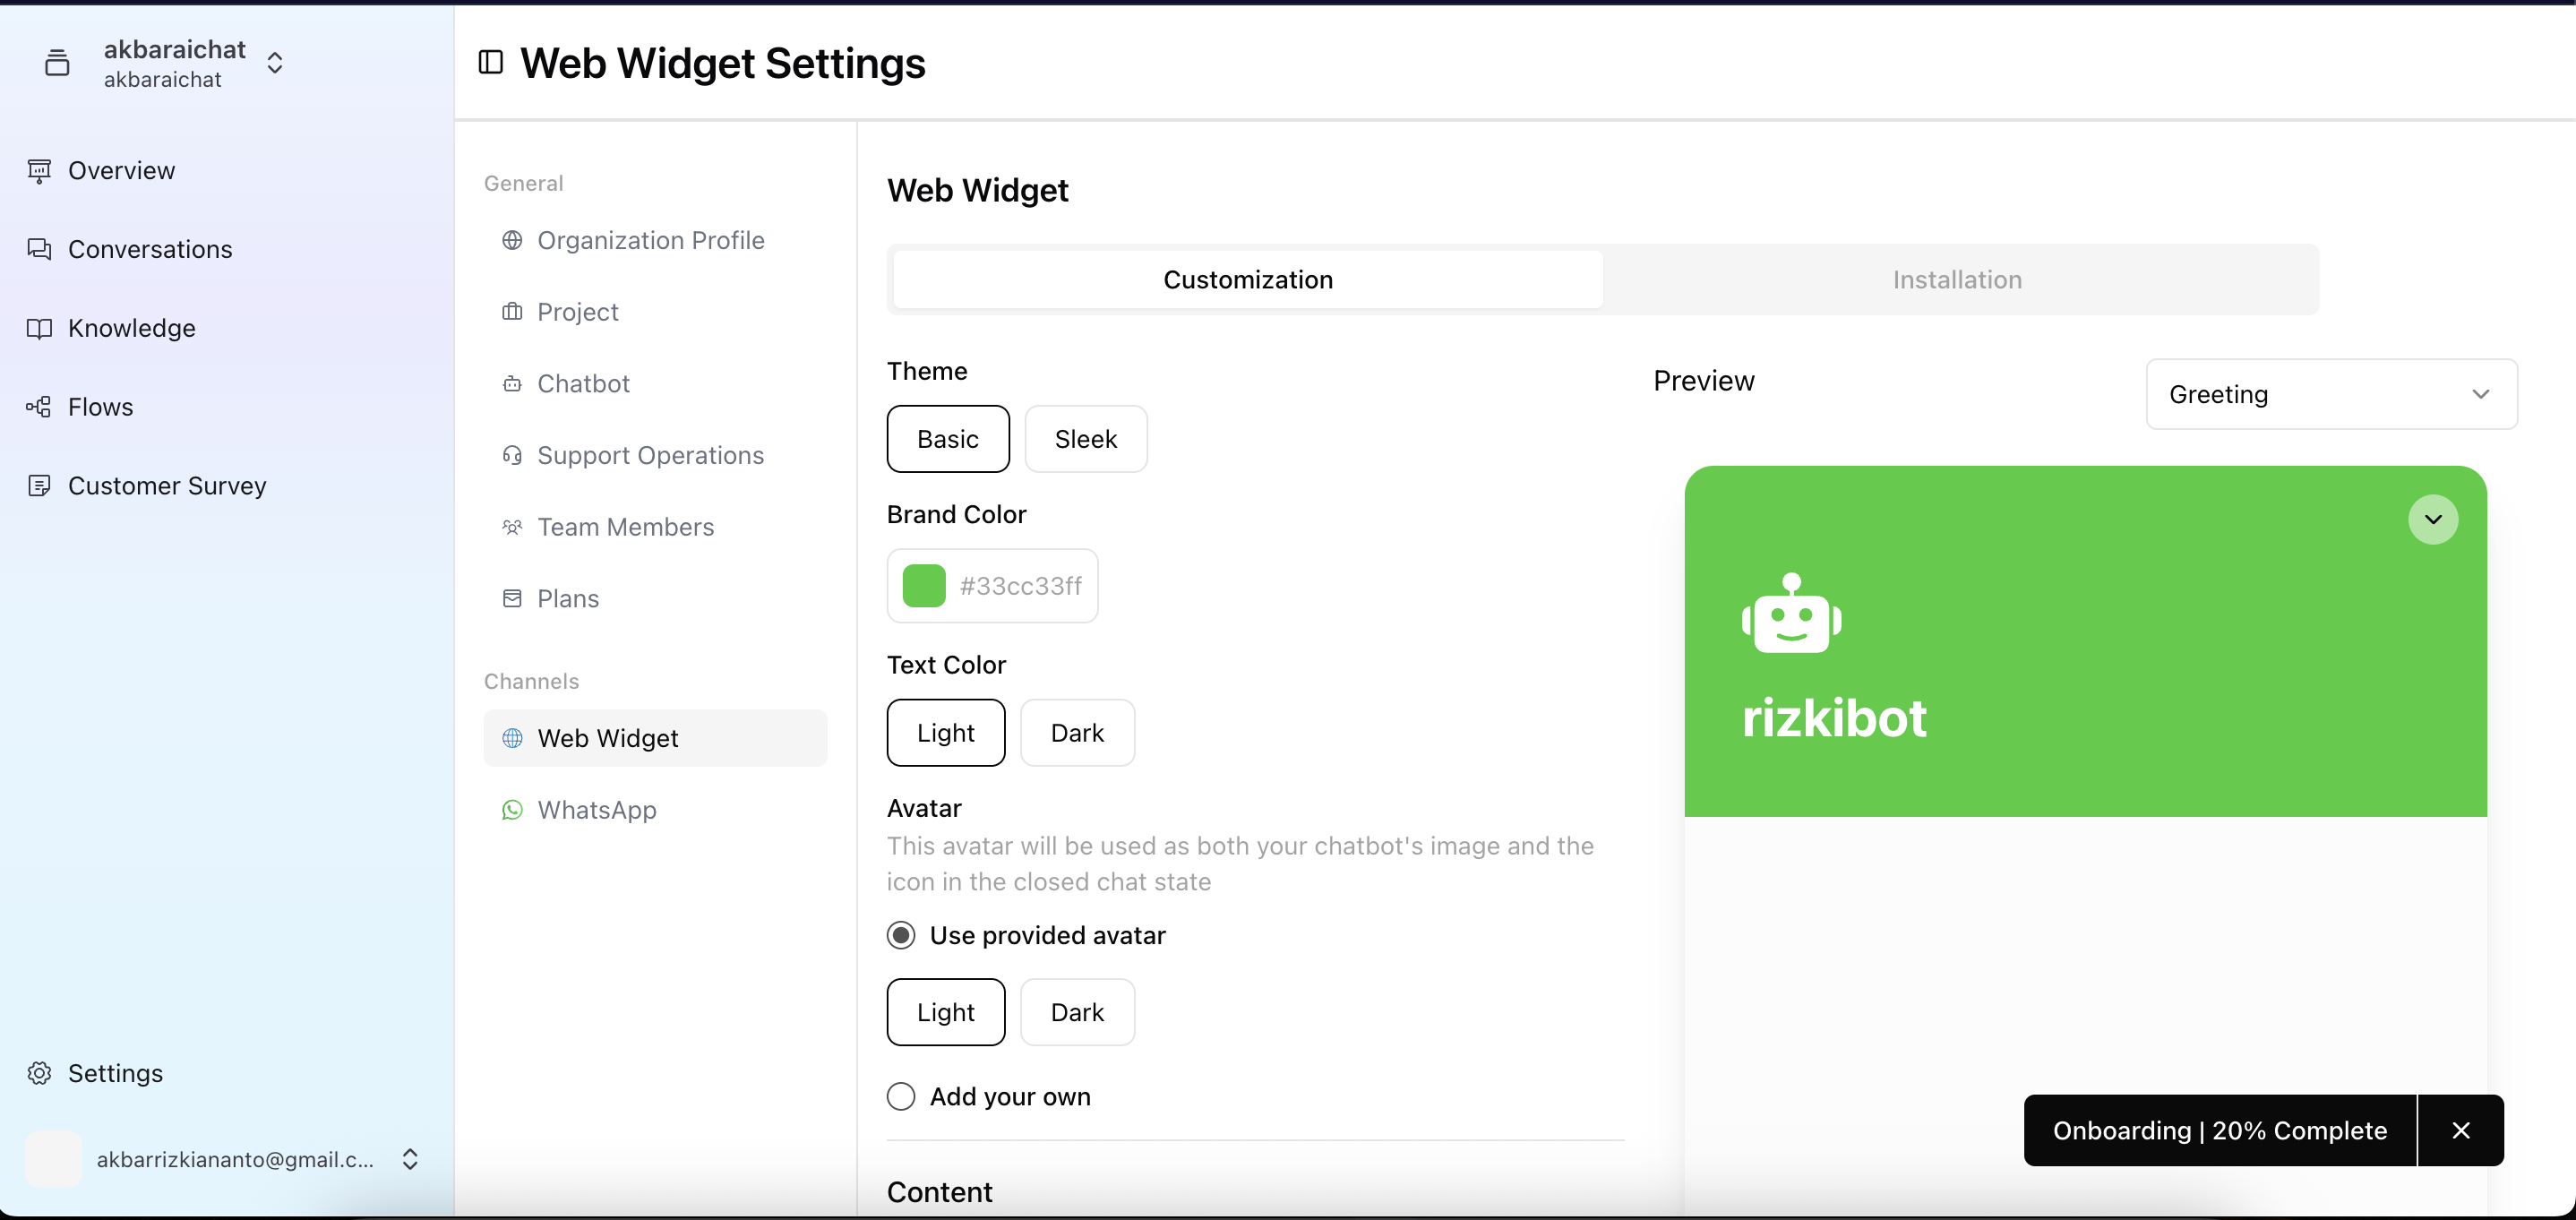 akbaraichat
akbaraichat
Overview
Conversations
Knowledge
Flows
Customer Survey
Settings
akbarrizkiananto@gmail.c...
Web Widget Settings
General
Organization Profile
Project
Chatbot
Support Operations
Team Members
Plans
Channels
Web Widget
WhatsApp
Web Widget
Customization
Installation
Theme
Basic
Sleek
Brand Color
#33cc33ff
Text Color
Light
Dark
Avatar
This avatar will be used as both your chatbot's image and the
icon in the closed chat state
Use provided avatar
Light
Dark
Add your own
Content
Preview
Greeting
rizkibot
Onboarding | 20% Complete